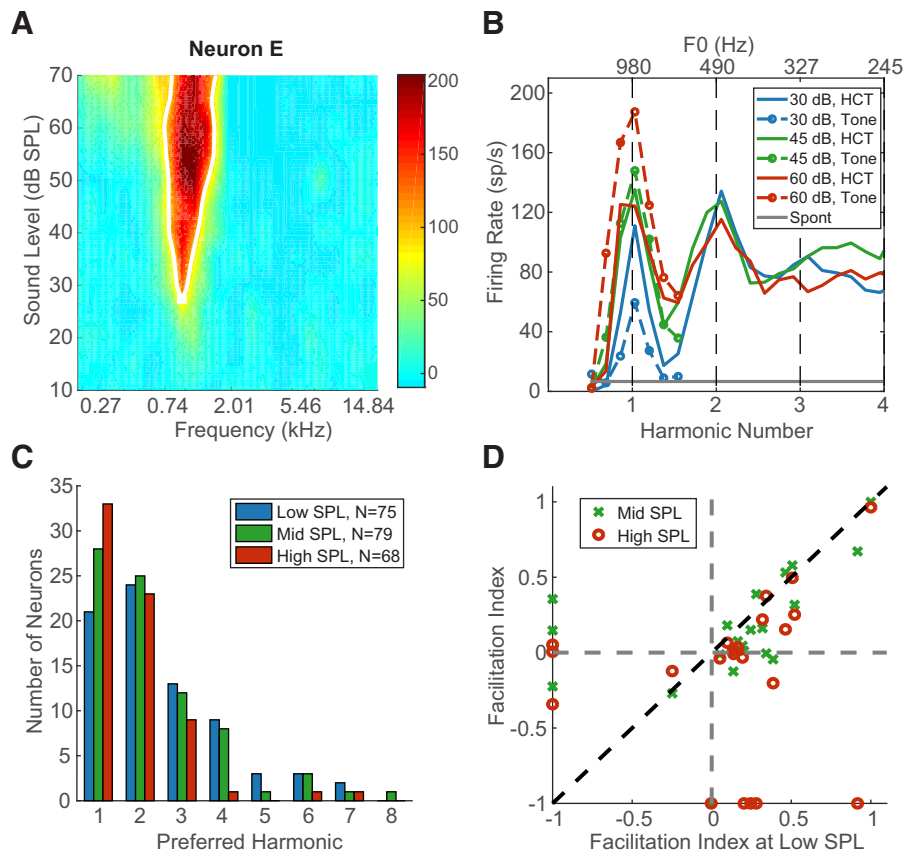 A
Neuron E
Sound Level (dB SPL)
70
60
50
40
30
20
10
0.27 0.74 2.01 5.46 14.84
Frequency (kHz)
200
150
100
50
0
B
F0 (Hz)
980 490 327 245
Firing Rate (sp/s)
200
160
120
80
40
0
30 dB, HCT
30 dB, Tone
45 dB, HCT
45 dB, Tone
60 dB, HCT
60 dB, Tone
Spont
1 2 3 4
Harmonic Number
C
Number of Neurons
35
30
25
20
15
10
5
0
Low SPL, N=75
Mid SPL, N=79
High SPL, N=68
1 2 3 4 5 6 7 8
Preferred Harmonic
D
Facilitation Index
1
0.5
0
-0.5
-1
Mid SPL
High SPL
-1 -0.5 0 0.5 1
Facilitation Index at Low SPL